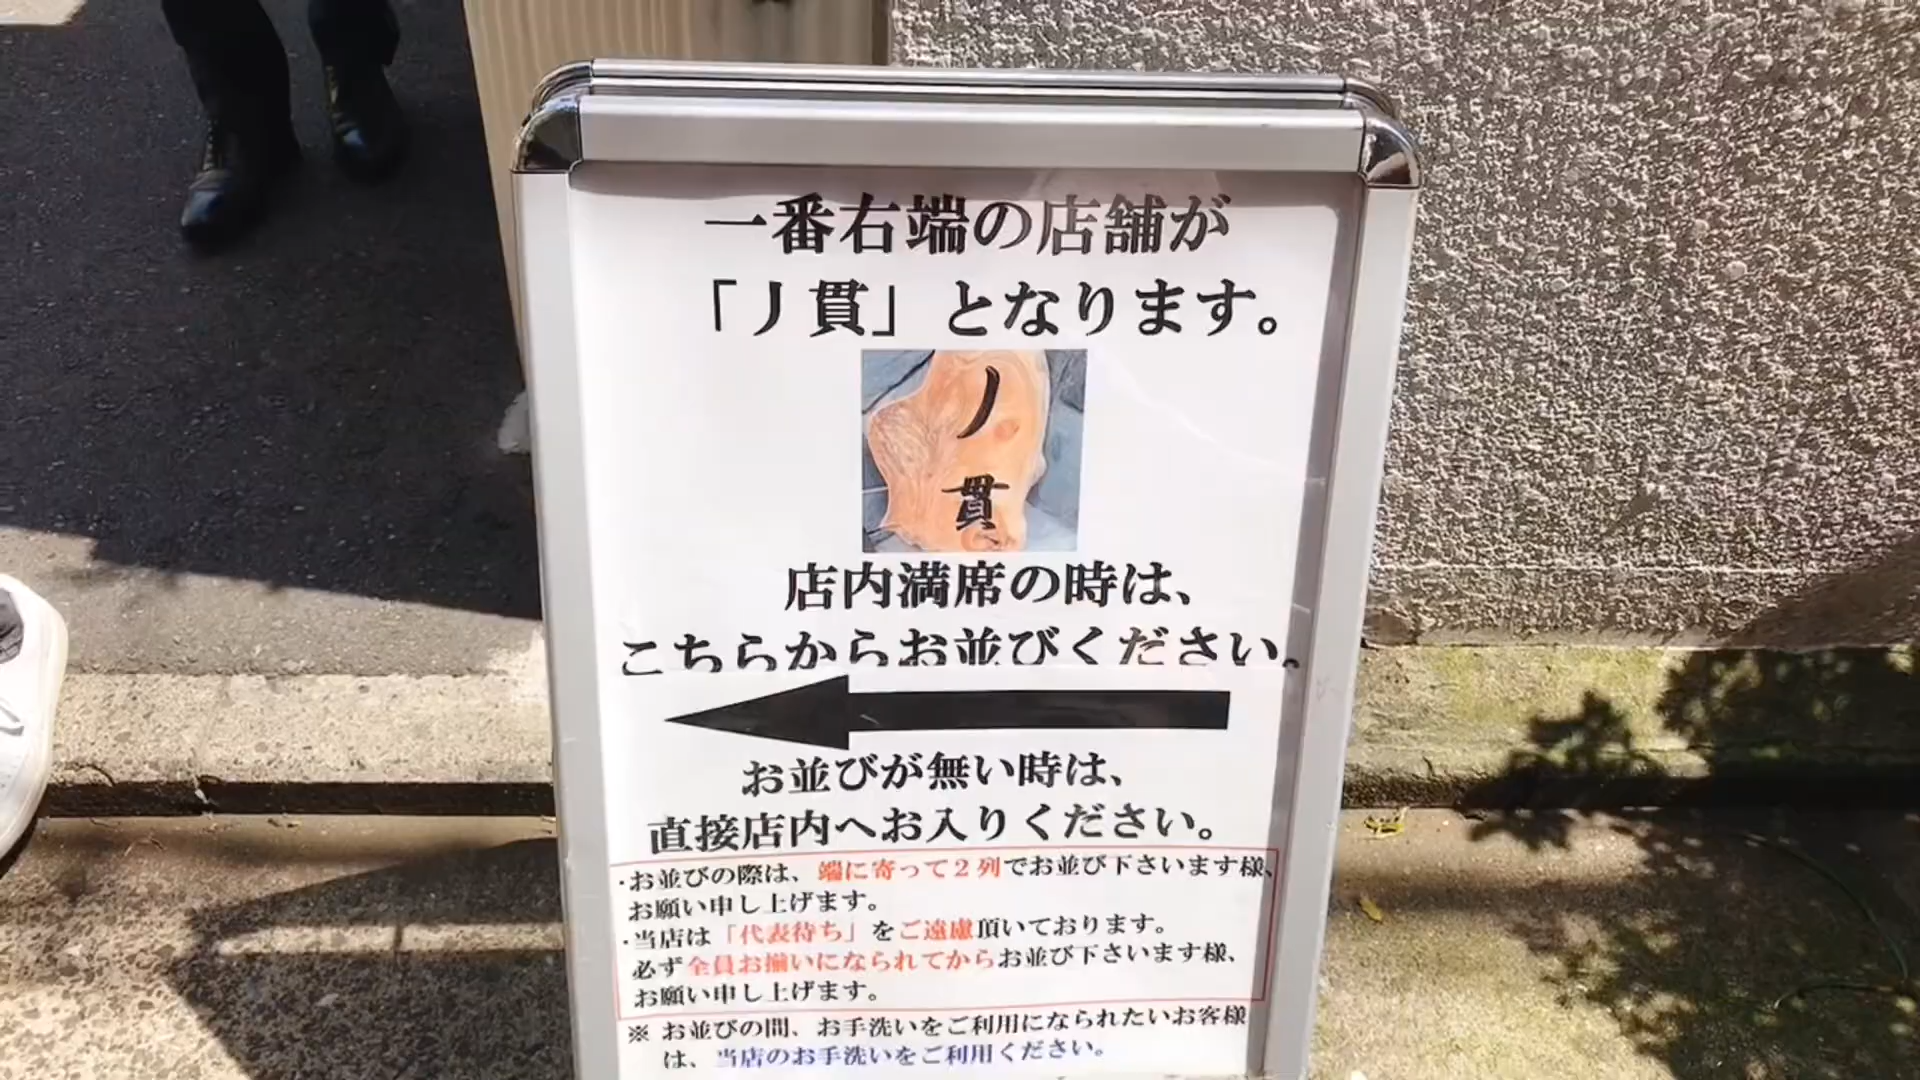 一番右端の店舗が
「丿貫」となります。
丿
貫
店内満席の時は、
こちらからお並びください。
お並びが無い時は、
直接店内へお入りください。
・お並びの際は、端に寄って２列でお並び下さいます様、
お願い申し上げます。
・当店は「代表待ち」をご遠慮頂いております。
必ず全員お揃いになられてからお並び下さいます様、
お願い申し上げます。
※ お並びの間、お手洗いをご利用になられたいお客様
は、当店のお手洗いをご利用ください。